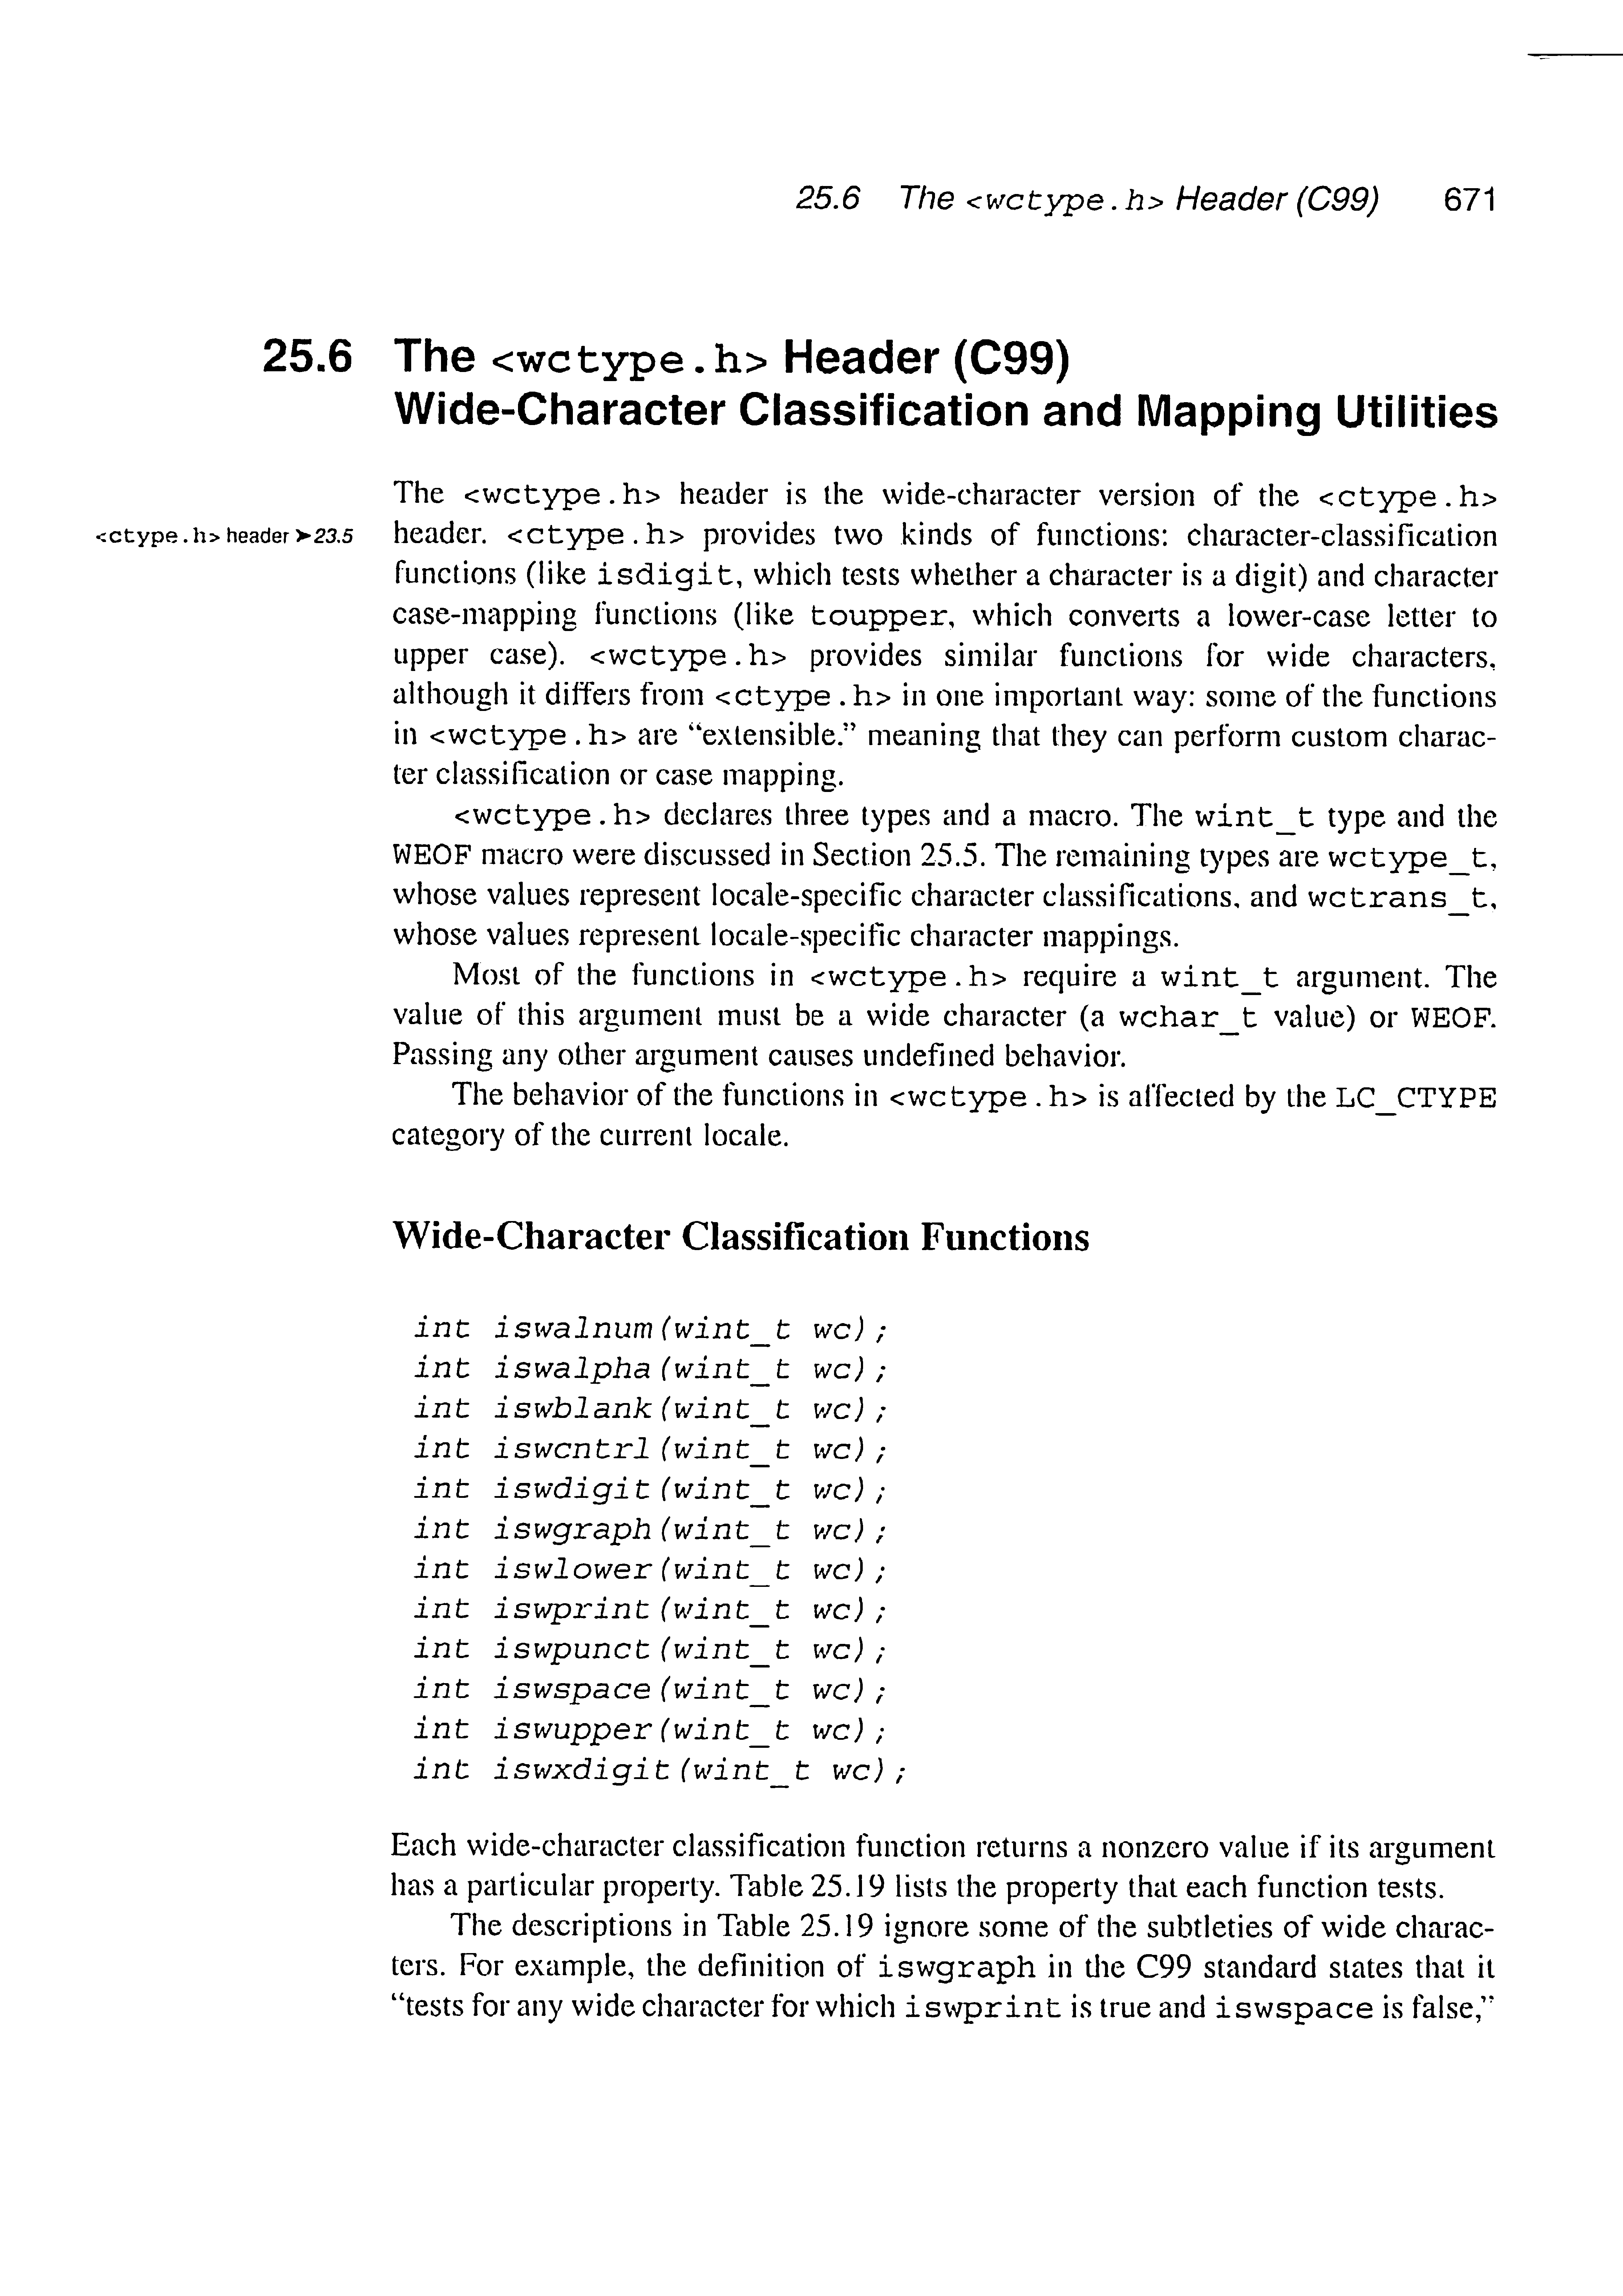 25.6 The <wctype.h> Header (C99) 671
25.6 The <wctype.h> Header (C99)
Wide-Character Classification and Mapping Utilities
The <wctype.h> header is the wide-character version of the <ctype.h>
<ctype.h> header ➤23.5
header. <ctype.h> provides two kinds of functions: character-classification
functions (like isdigit, which tests whether a character is a digit) and character
case-mapping functions (like toupper, which converts a lower-case letter to
upper case). <wctype.h> provides similar functions for wide characters,
although it differs from <ctype.h> in one important way: some of the functions
in <wctype.h> are “extensible,” meaning that they can perform custom charac-
ter classification or case mapping.
<wctype.h> declares three types and a macro. The wint_t type and the
WEOF macro were discussed in Section 25.5. The remaining types are wctype_t,
whose values represent locale-specific character classifications, and wctrans_t,
whose values represent locale-specific character mappings.
Most of the functions in <wctype.h> require a wint_t argument. The
value of this argument must be a wide character (a wchar_t value) or WEOF.
Passing any other argument causes undefined behavior.
The behavior of the functions in <wctype.h> is affected by the LC_CTYPE
category of the current locale.
Wide-Character Classification Functions
int iswalnum(wint_t wc);
int iswalpha(wint_t wc);
int iswblank(wint_t wc);
int iswcntrl(wint_t wc);
int iswdigit(wint_t wc);
int iswgraph(wint_t wc);
int iswlower(wint_t wc);
int iswprint(wint_t wc);
int iswpunct(wint_t wc);
int iswspace(wint_t wc);
int iswupper(wint_t wc);
int iswxdigit(wint_t wc);
Each wide-character classification function returns a nonzero value if its argument
has a particular property. Table 25.19 lists the property that each function tests.
The descriptions in Table 25.19 ignore some of the subtleties of wide charac-
ters. For example, the definition of iswgraph in the C99 standard states that it
“tests for any wide character for which iswprint is true and iswspace is false,”